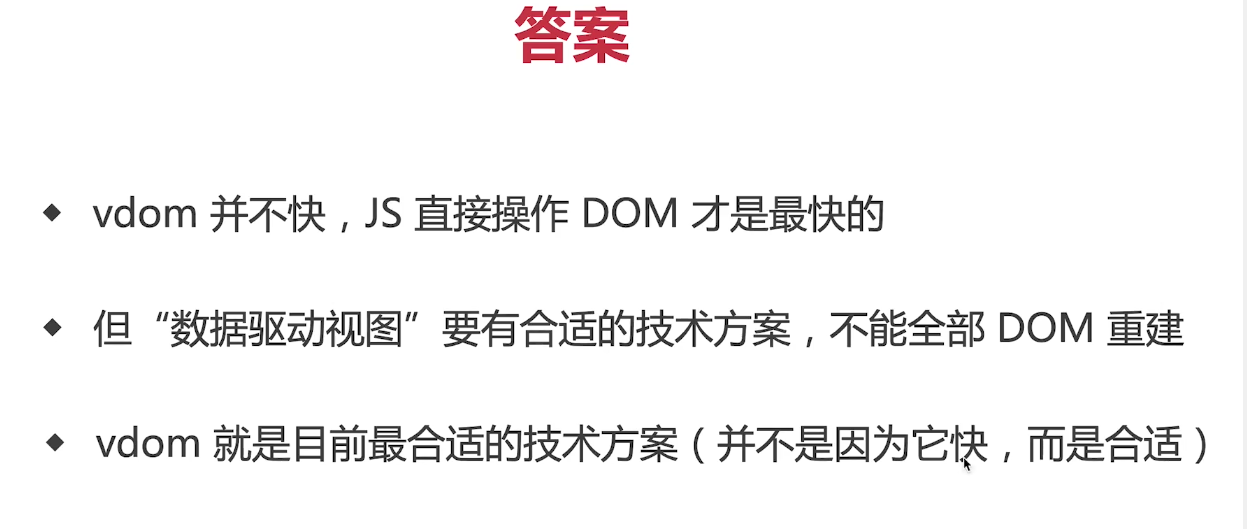 答案
◆ vdom 并不快，JS 直接操作 DOM 才是最快的
◆ 但“数据驱动视图”要有合适的技术方案，不能全部 DOM 重建
◆ vdom 就是目前最合适的技术方案（并不是因为它快，而是合适）